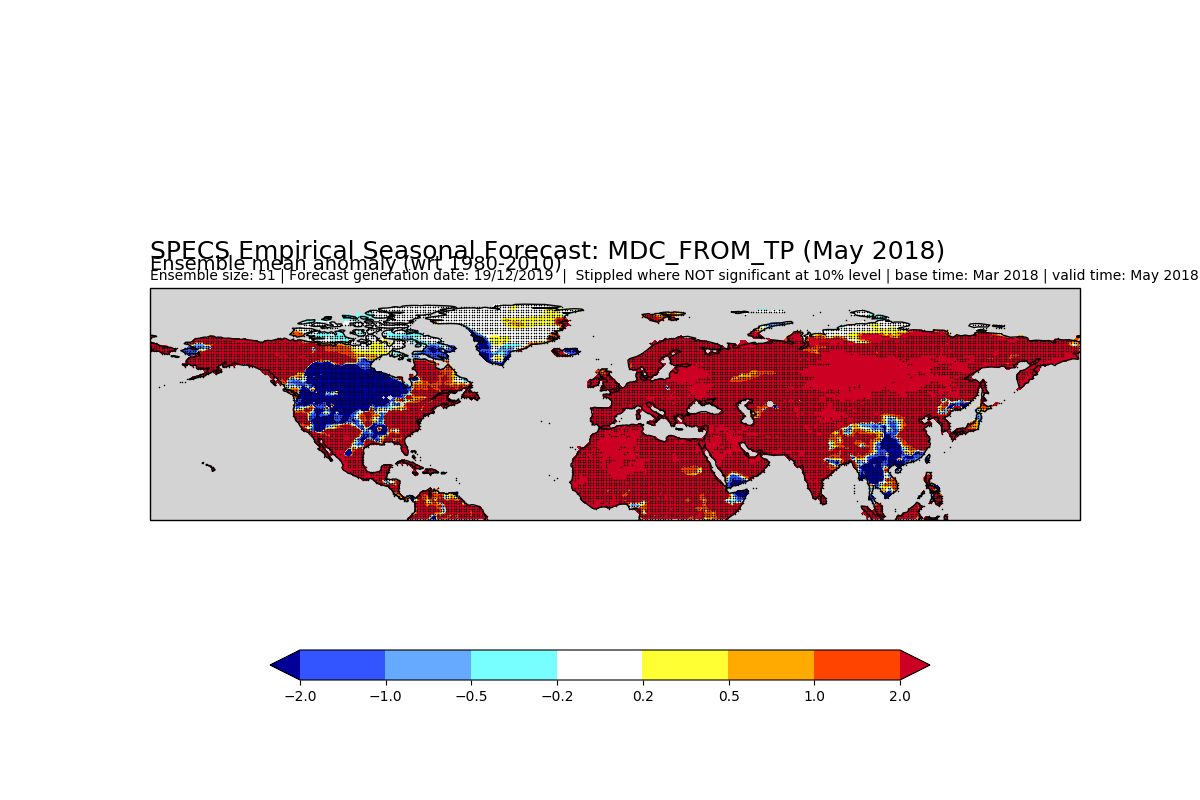 SPECS Empirical Seasonal Forecast: MDC_FROM_TP (May 2018)
Ensemble mean anomaly (wrt 1980-2010)
Ensemble size: 51 | Forecast generation date: 19/12/2019 | Stippled where NOT significant at 10% level | base time: Mar 2018 | valid time: May 2018
−2.0 −1.0 −0.5 −0.2 0.2 0.5 1.0 2.0